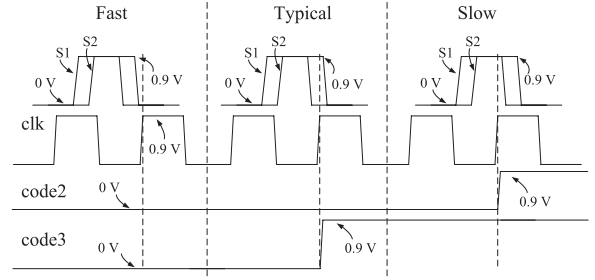 Fast Typical Slow
S1 S2 S1 S2 S1 S2
0 V 0.9 V 0 V 0.9 V 0 V 0.9 V
clk
0.9 V
code2 0 V 0.9 V
code3 0 V 0.9 V